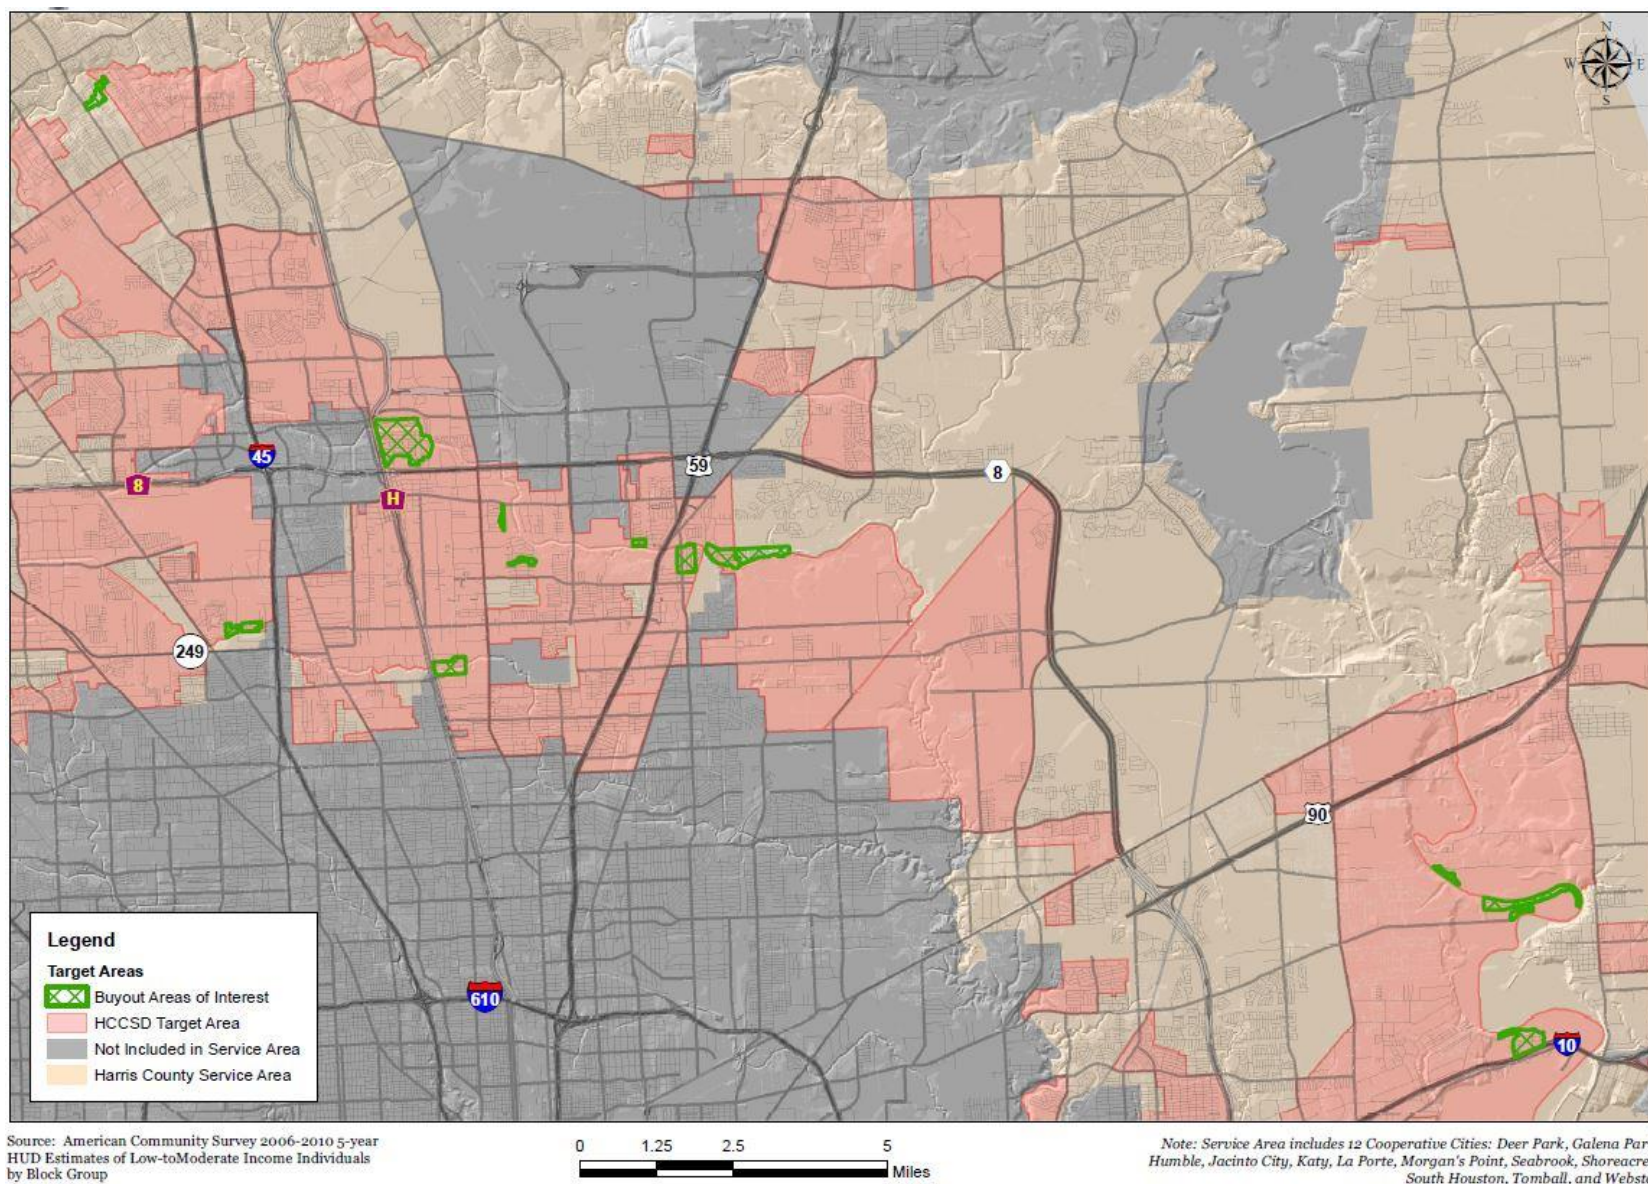 N
W E
S
45
59
8
8
H
249
90
10
610
Legend
Target Areas
Buyout Areas of Interest
HCCSD Target Area
Not Included in Service Area
Harris County Service Area
Source: American Community Survey 2006-2010 5-year
HUD Estimates of Low-toModerate Income Individuals
by Block Group
0 1.25 2.5 5
Miles
Note: Service Area includes 12 Cooperative Cities: Deer Park, Galena Par
Humble, Jacinto City, Katy, La Porte, Morgan's Point, Seabrook, Shoreacre
South Houston, Tomball, and Webst